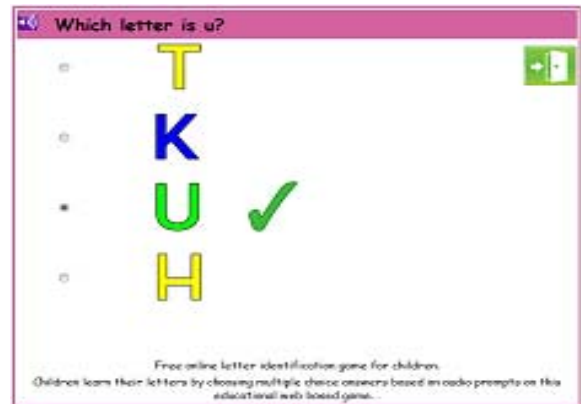 Which letter is u?
T
K
U
H
Free online letter identification game for children.
Children learn their letters by choosing multiple choice answers based on audio prompts on this
educational web based game...